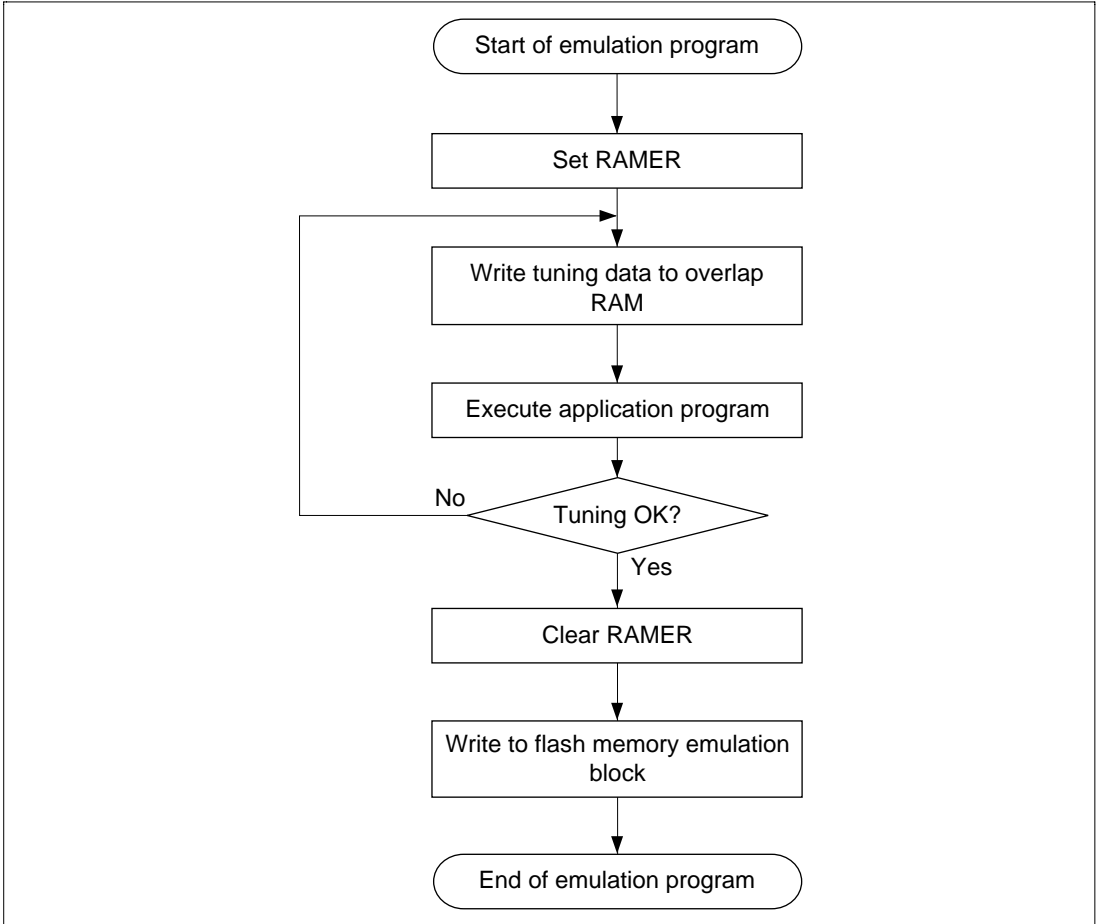 Start of emulation program
Set RAMER
Write tuning data to overlap
RAM
Execute application program
No
Tuning OK?
Yes
Clear RAMER
Write to flash memory emulation
block
End of emulation program